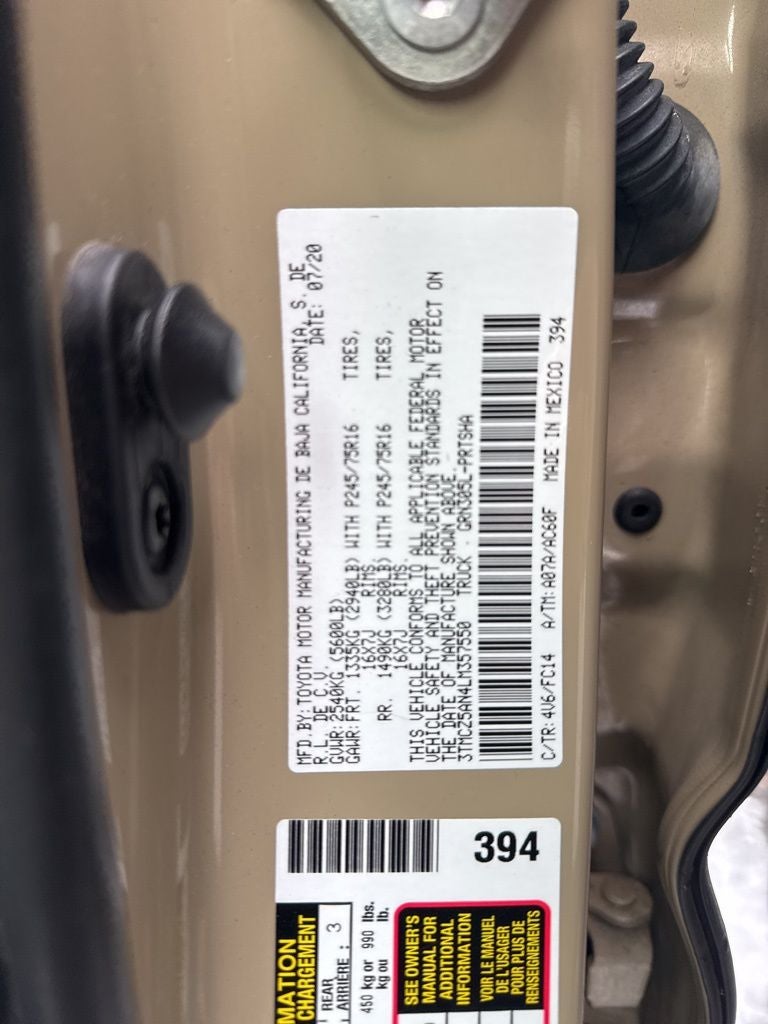 MFD.BY:TOYOTA MOTOR MANUFACTURING DE BAJA CALIFORNIA, S. DE
R.L. DE C.V. DATE: 07/20
GVWR:2540KG (5600LB)
GAWR:FRT. 1335KG (2940LB) WITH P245/75R16 TIRES,
16X7J RIMS
RR. 1490KG (3280LB) WITH P245/75R16 TIRES,
16X7J RIMS
THIS VEHICLE CONFORMS TO ALL APPLICABLE FEDERAL MOTOR
VEHICLE SAFETY AND THEFT PREVENTION STANDARDS IN EFFECT ON
THE DATE OF MANUFACTURE SHOWN ABOVE.
3TMCZ5AN4LM357550 TRUCK GRN305L-PRTSHA
C/TR:4V6/FC14 A/TM:A07A/AC60F MADE IN MEXICO 394
394
MATION
CHARGEMENT
REAR
ARRIÈRE : 3
450 kg or 990 lbs.
kg ou lb.
SEE OWNER'S
MANUAL FOR
ADDITIONAL
INFORMATION
VOIR LE MANUEL
DE L'USAGER
POUR PLUS DE
RENSEIGNEMENTS